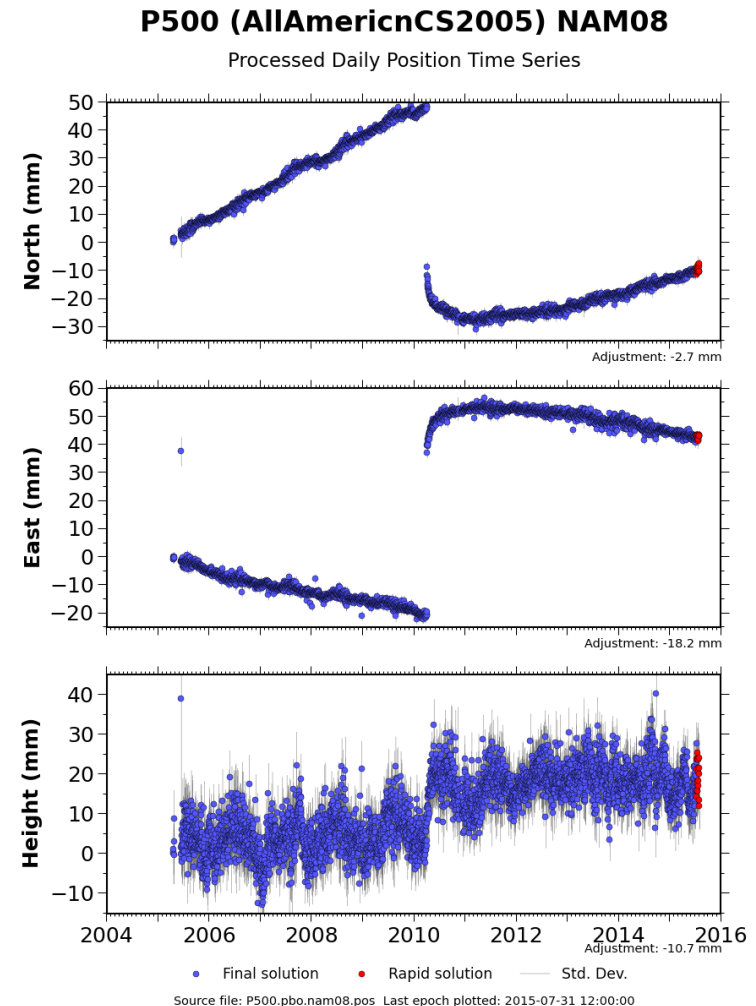 P500 (AllAmericnCS2005) NAM08
Processed Daily Position Time Series
North (mm)
50
40
30
20
10
0
−10
−20
−30
Adjustment: -2.7 mm
East (mm)
60
50
40
30
20
10
0
−10
−20
Adjustment: -18.2 mm
Height (mm)
40
30
20
10
0
−10
2004 2006 2008 2010 2012 2014 2016
Adjustment: -10.7 mm
Final solution Rapid solution Std. Dev.
Source file: P500.pbo.nam08.pos Last epoch plotted: 2015-07-31 12:00:00